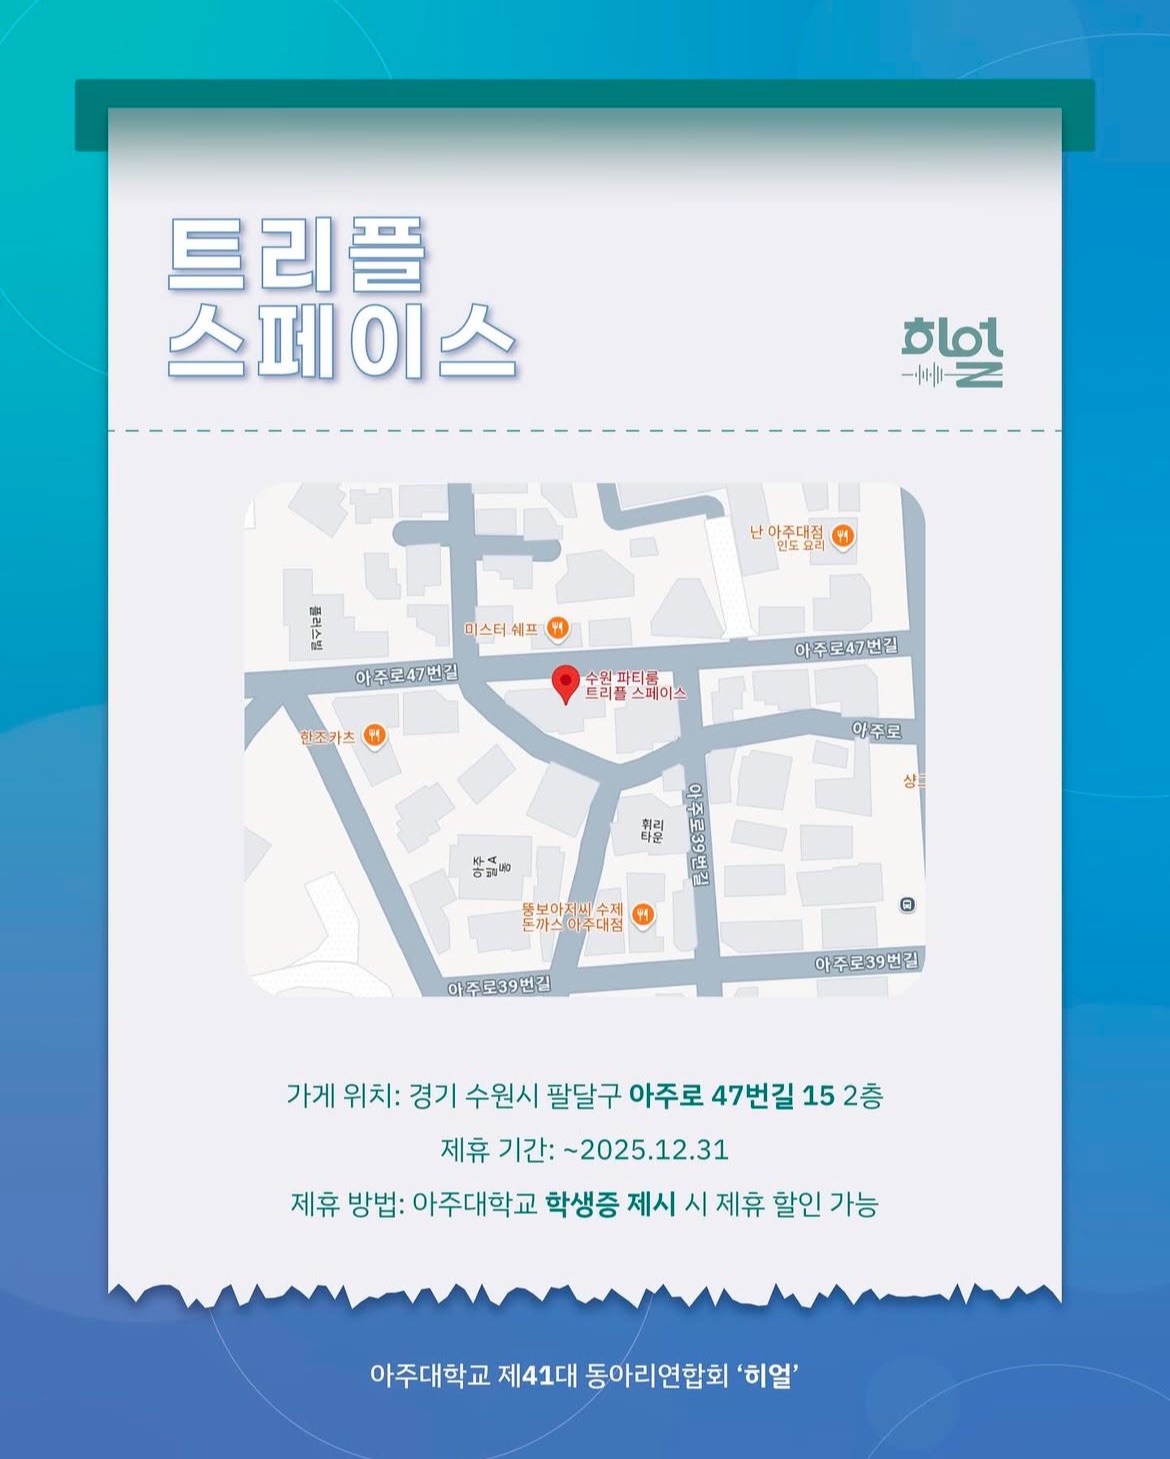 트리플
스페이스
히얼
난 아주대점
인도 요리
플러스빌
미스터 쉐프
아주로47번길
아주로47번길
수원 파티룸
트리플 스페이스
한조카츠
아주로
아주로39번길
휘리
타운
아주
빌 A
동
뚱보아저씨 수제
돈까스 아주대점
아주로39번길
아주로39번길
가게 위치: 경기 수원시 팔달구 아주로 47번길 15 2층
제휴 기간: ~2025.12.31
제휴 방법: 아주대학교 학생증 제시 시 제휴 할인 가능
아주대학교 제41대 동아리연합회 ‘히얼’